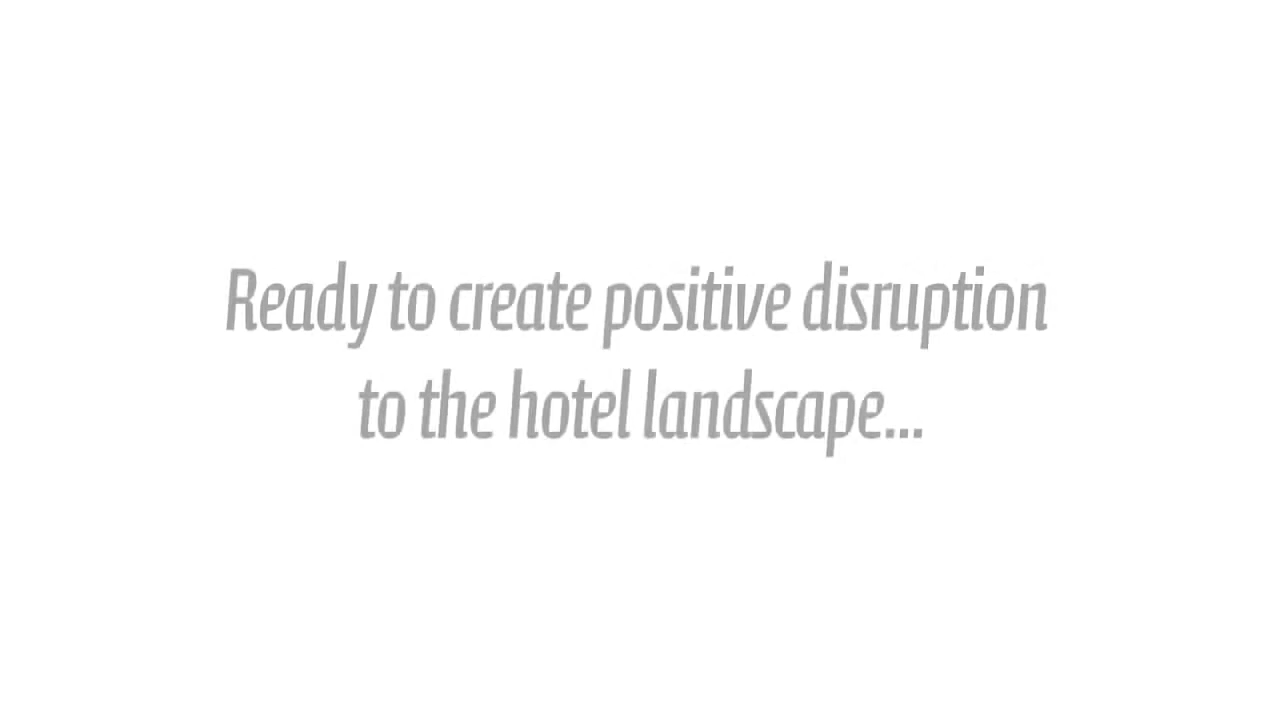 Ready to create positive disruption
to the hotel landscape...